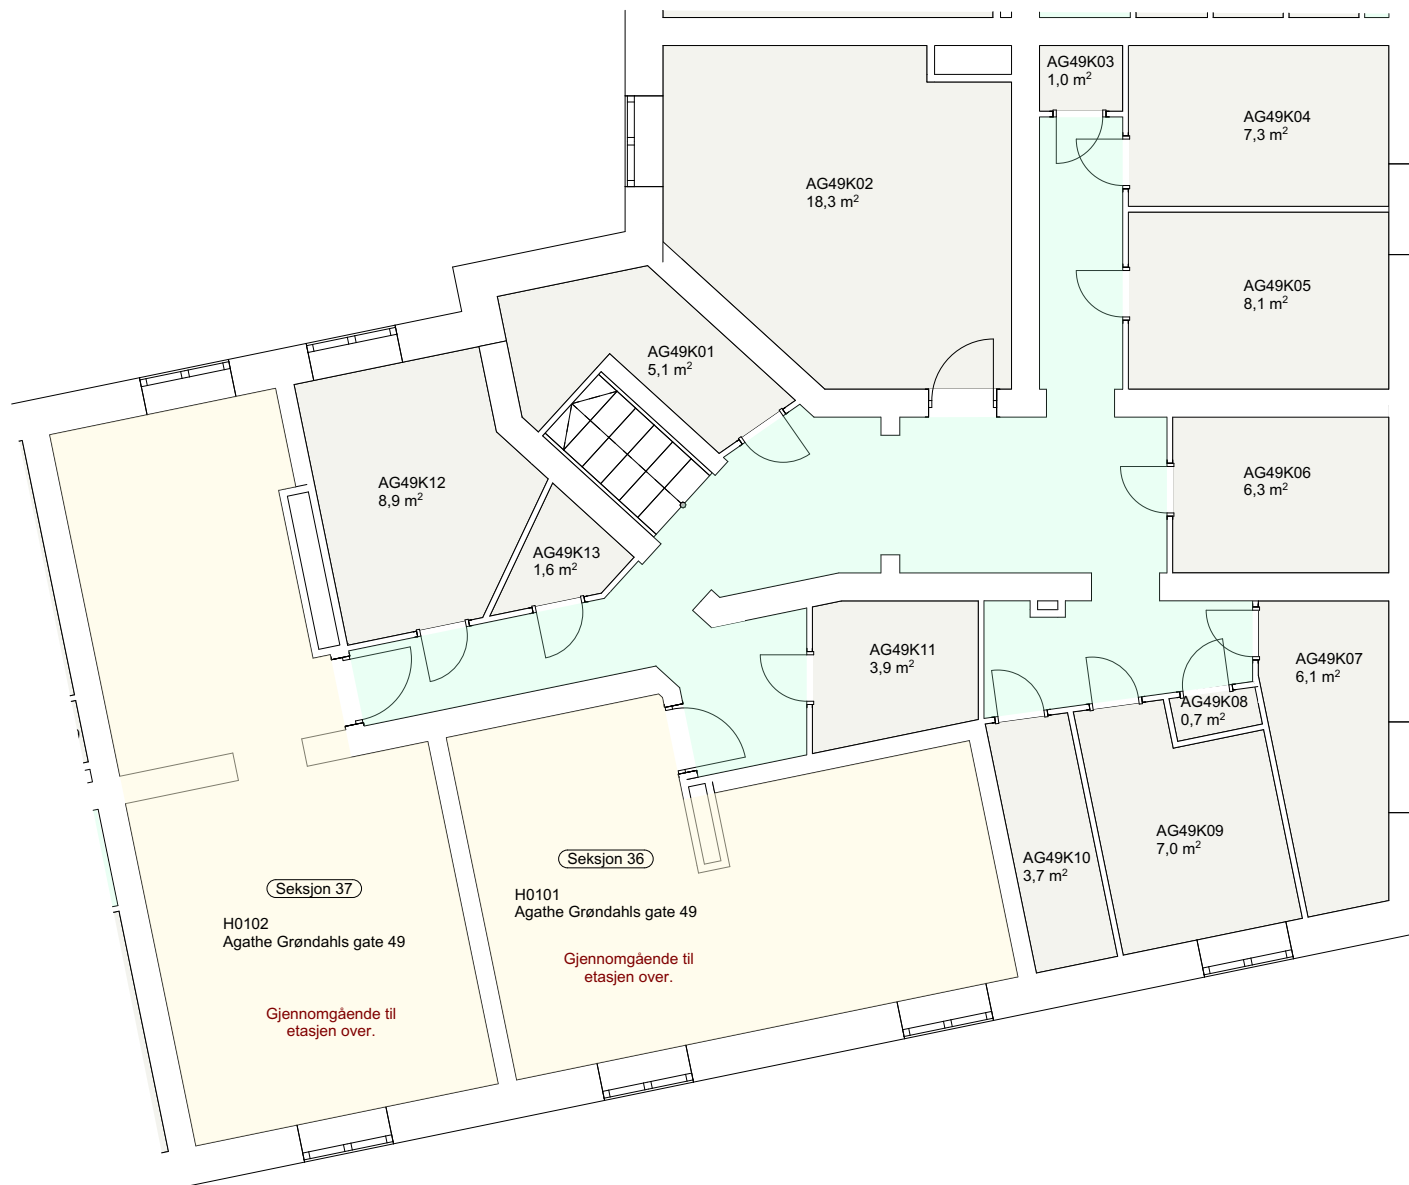 AG49K03
1,0 m²
AG49K04
7,3 m²
AG49K02
18,3 m²
AG49K05
8,1 m²
AG49K01
5,1 m²
AG49K12
8,9 m²
AG49K06
6,3 m²
AG49K13
1,6 m²
AG49K11
3,9 m²
AG49K07
6,1 m²
AG49K08
0,7 m²
AG49K09
7,0 m²
AG49K10
3,7 m²
Seksjon 36
H0101
Agathe Grøndahls gate 49
Gjennomgående til
etasjen over.
Seksjon 37
H0102
Agathe Grøndahls gate 49
Gjennomgående til
etasjen over.